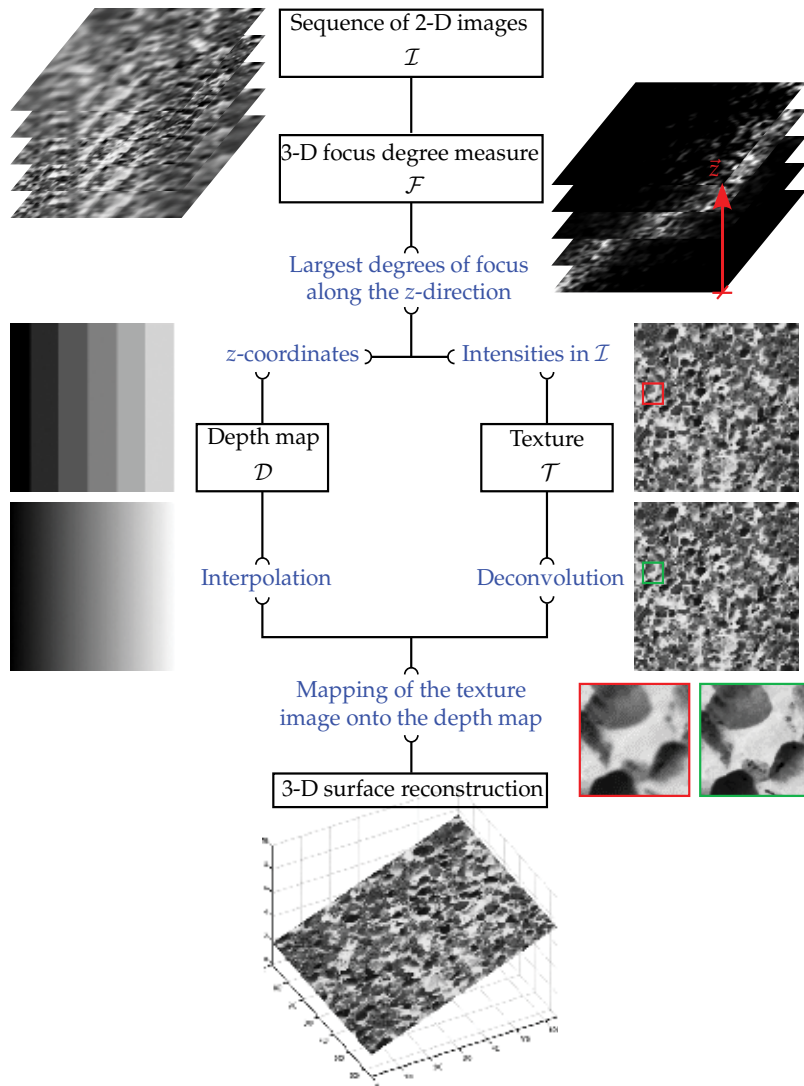 Sequence of 2-D images
ℐ
3-D focus degree measure
ℱ
z⃗
Largest degrees of focus
along the z-direction
z-coordinates
Intensities in ℐ
Depth map
𝒟
Texture
𝒯
Interpolation
Deconvolution
Mapping of the texture
image onto the depth map
3-D surface reconstruction